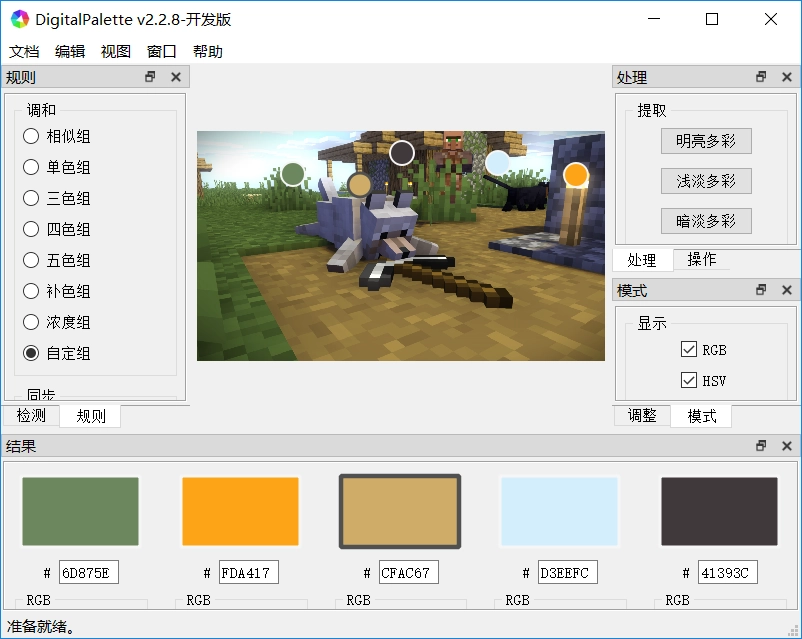 DigitalPalette v2.2.8-开发版
文档 编辑 视图 窗口 帮助
规则
调和
相似组
单色组
三色组
四色组
五色组
补色组
浓度组
自定组
同步
检测 规则
处理
提取
明亮多彩
浅淡多彩
暗淡多彩
处理 操作
模式
显示
RGB
HSV
调整 模式
结果
# 6D875E # FDA417 # CFAC67 # D3EEFC # 41393C
RGB RGB RGB RGB RGB
准备就绪。